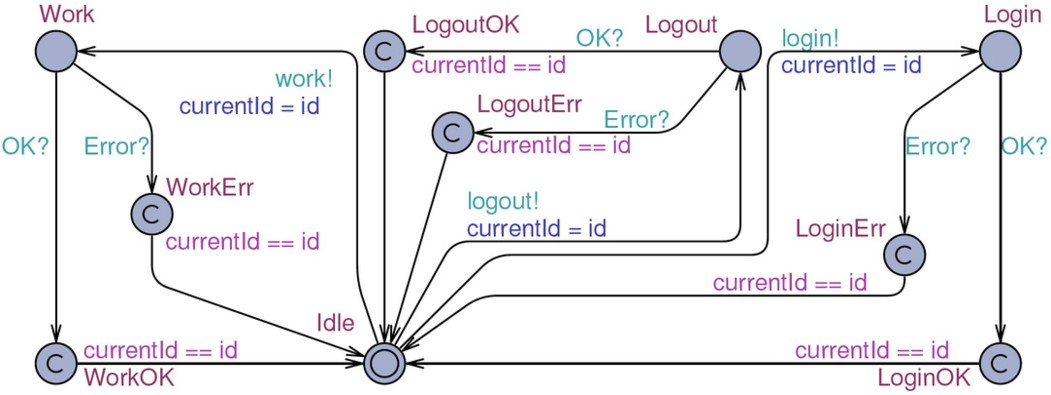 Work
LogoutOK
Logout
Login
C
OK?
login!
currentId == id
currentId = id
work!
currentId = id
LogoutErr
Error?
C
currentId == id
OK?
Error?
Error?
OK?
WorkErr
C
logout!
currentId = id
LoginErr
currentId == id
C
currentId == id
Idle
currentId == id
currentId == id
C
C
WorkOK
LoginOK